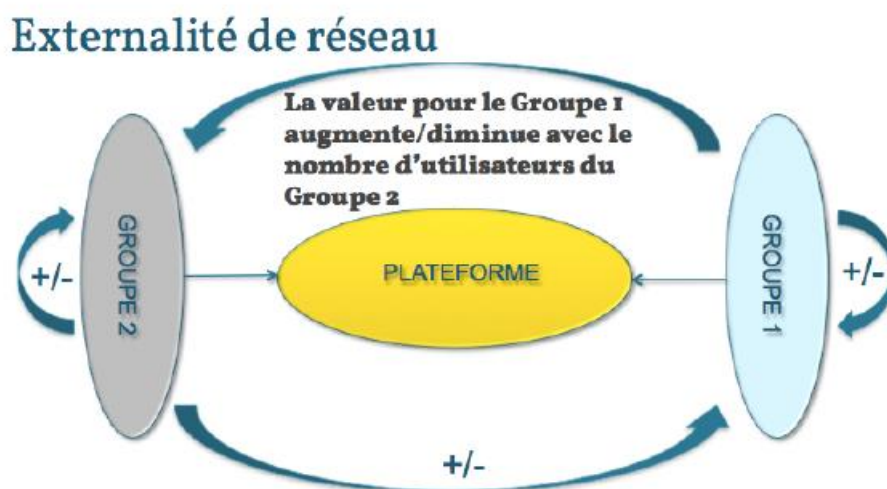 Externalité de réseau
La valeur pour le Groupe 1
augmente/diminue avec le
nombre d'utilisateurs du
Groupe 2
GROUPE 2
PLATEFORME
GROUPE 1
+/-
+/-
+/-